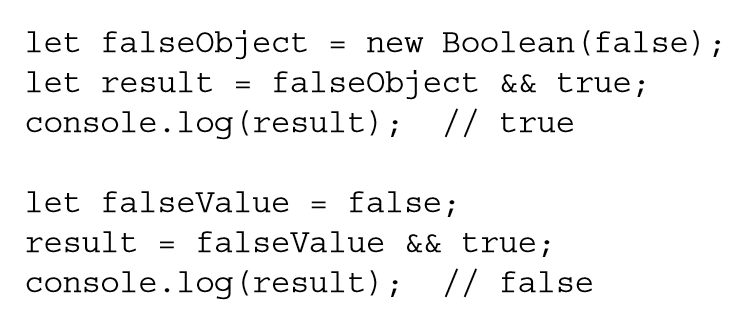 let falseObject = new Boolean(false);
let result = falseObject && true;
console.log(result);  // true
let falseValue = false;
result = falseValue && true;
console.log(result);  // false